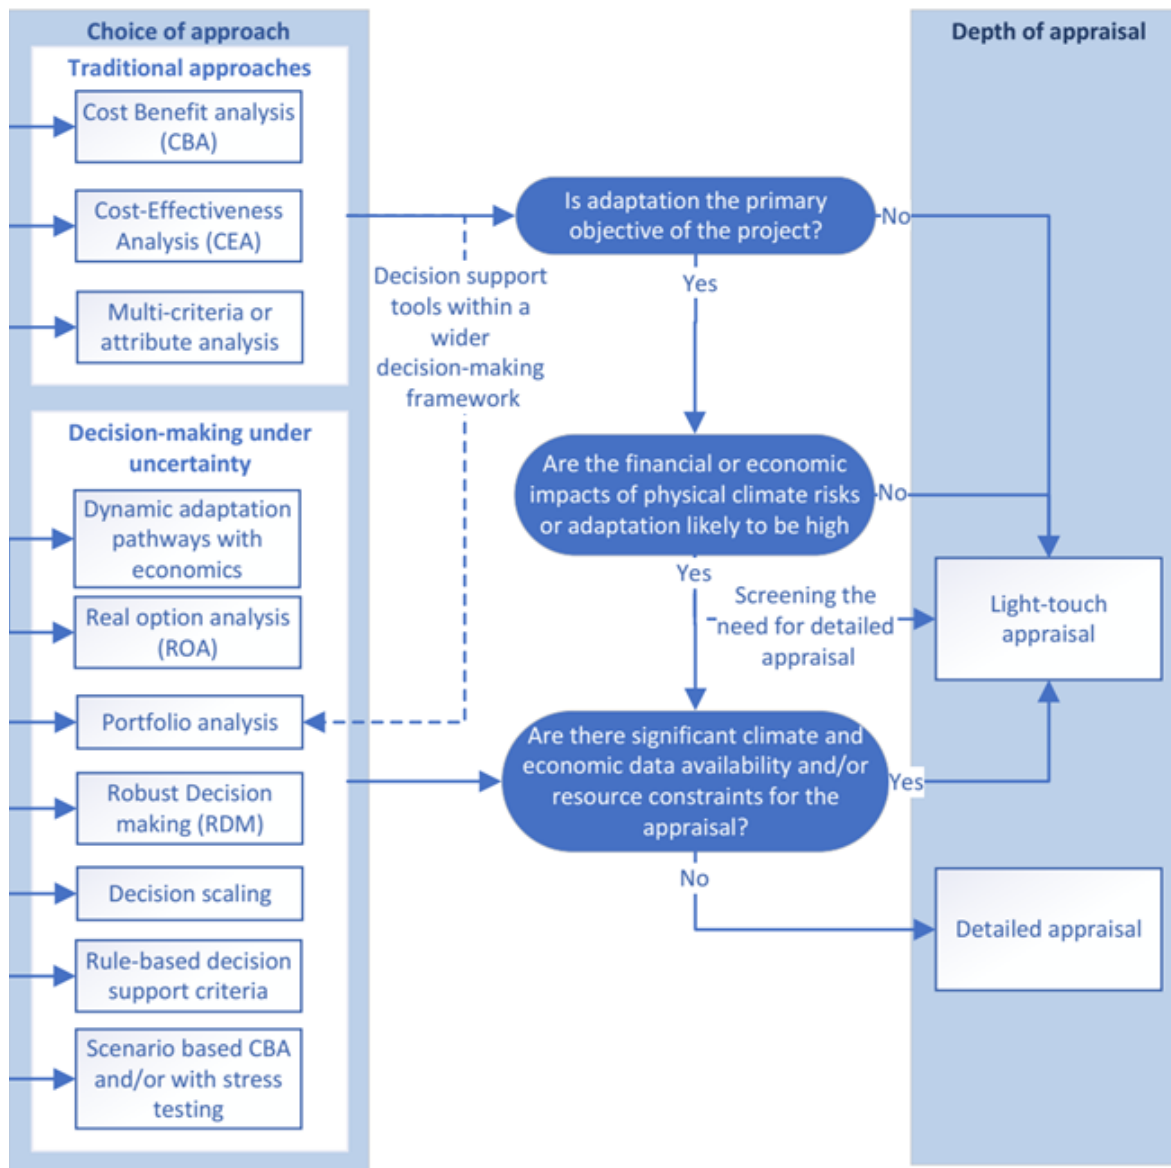 Choice of approach
Traditional approaches
Cost Benefit analysis
(CBA)
Cost-Effectiveness
Analysis (CEA)
Multi-criteria or
attribute analysis
Decision-making under
uncertainty
Dynamic adaptation
pathways with
economics
Real option analysis
(ROA)
Portfolio analysis
Robust Decision
making (RDM)
Decision scaling
Rule-based decision
support criteria
Scenario based CBA
and/or with stress
testing
Decision support
tools within a
wider
decision-making
framework
Is adaptation the primary
objective of the project?
No
Yes
Are the financial or economic
impacts of physical climate risks
or adaptation likely to be high
No
Yes
Screening the
need for detailed
appraisal
Are there significant climate and
economic data availability and/or
resource constraints for the
appraisal?
Yes
No
Depth of appraisal
Light-touch
appraisal
Detailed appraisal